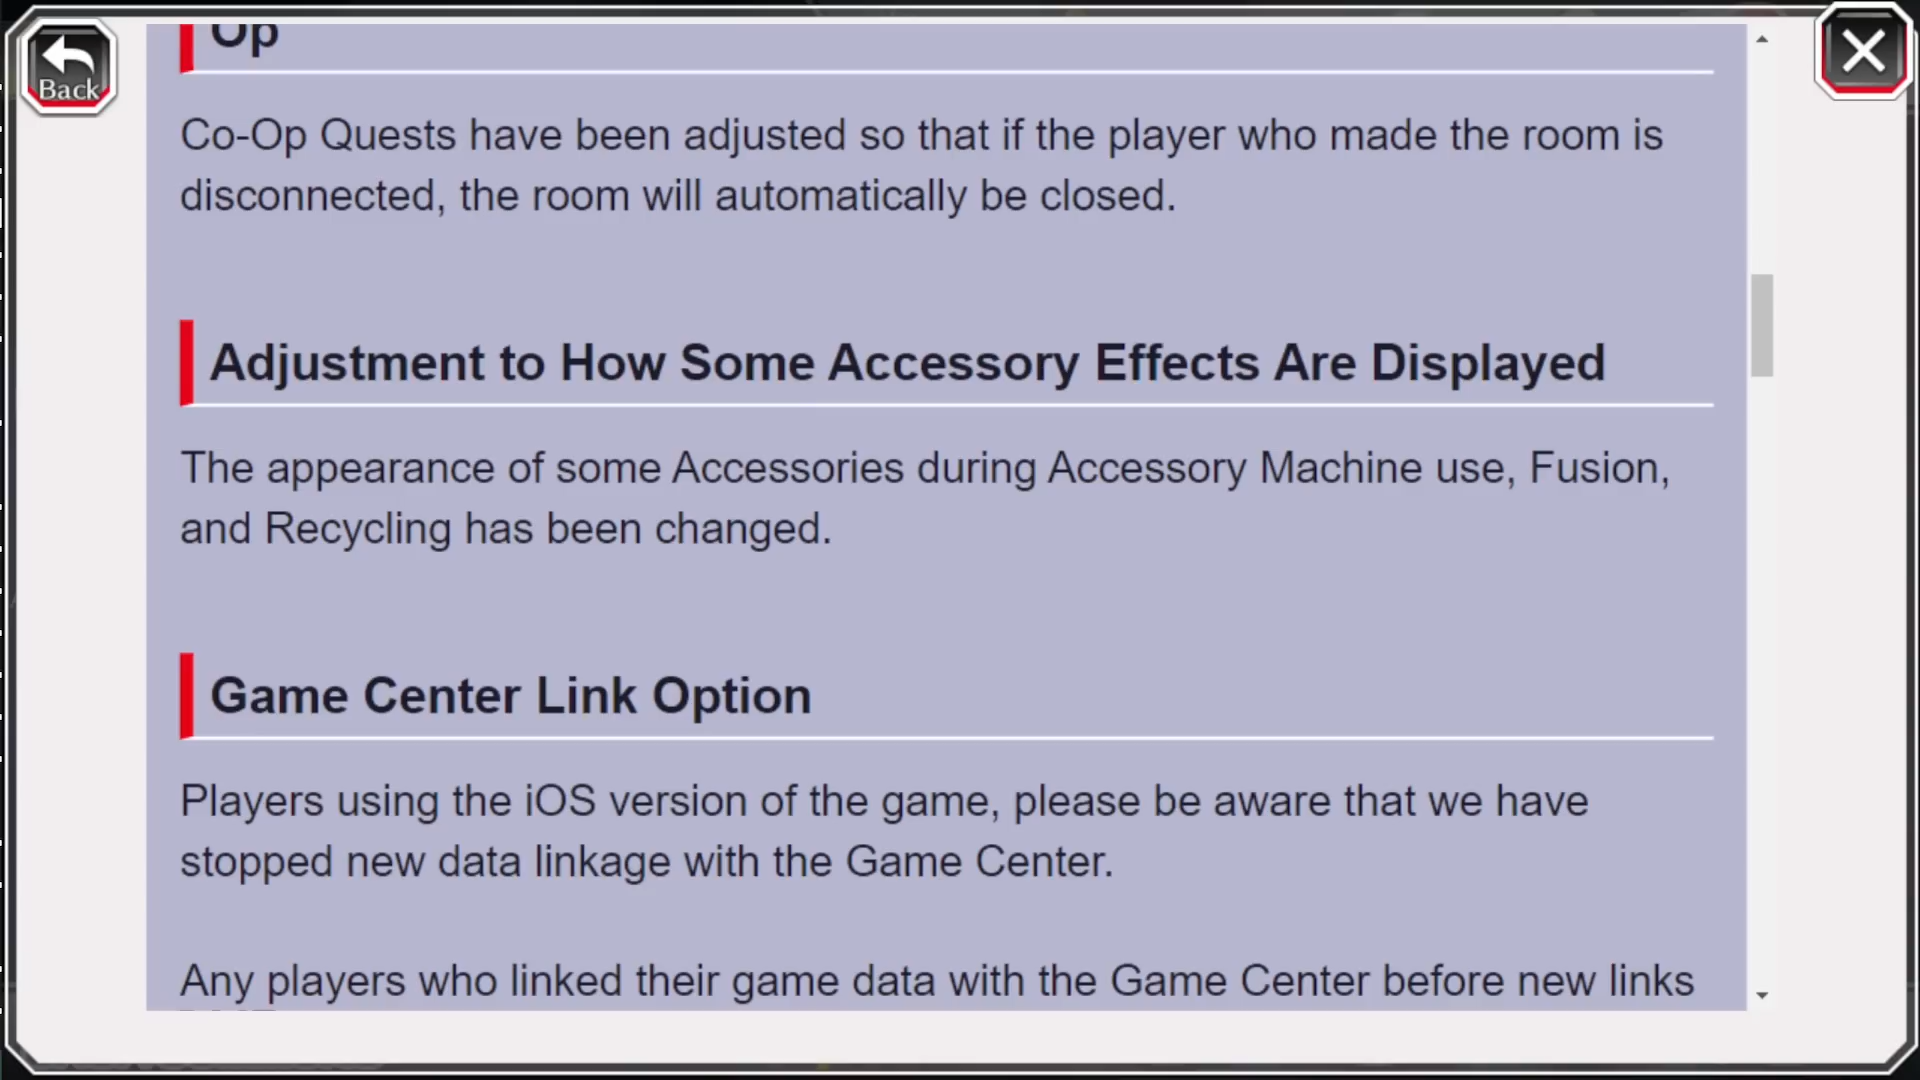 Op
Back
Co-Op Quests have been adjusted so that if the player who made the room is
disconnected, the room will automatically be closed.
Adjustment to How Some Accessory Effects Are Displayed
The appearance of some Accessories during Accessory Machine use, Fusion,
and Recycling has been changed.
Game Center Link Option
Players using the iOS version of the game, please be aware that we have
stopped new data linkage with the Game Center.
Any players who linked their game data with the Game Center before new links